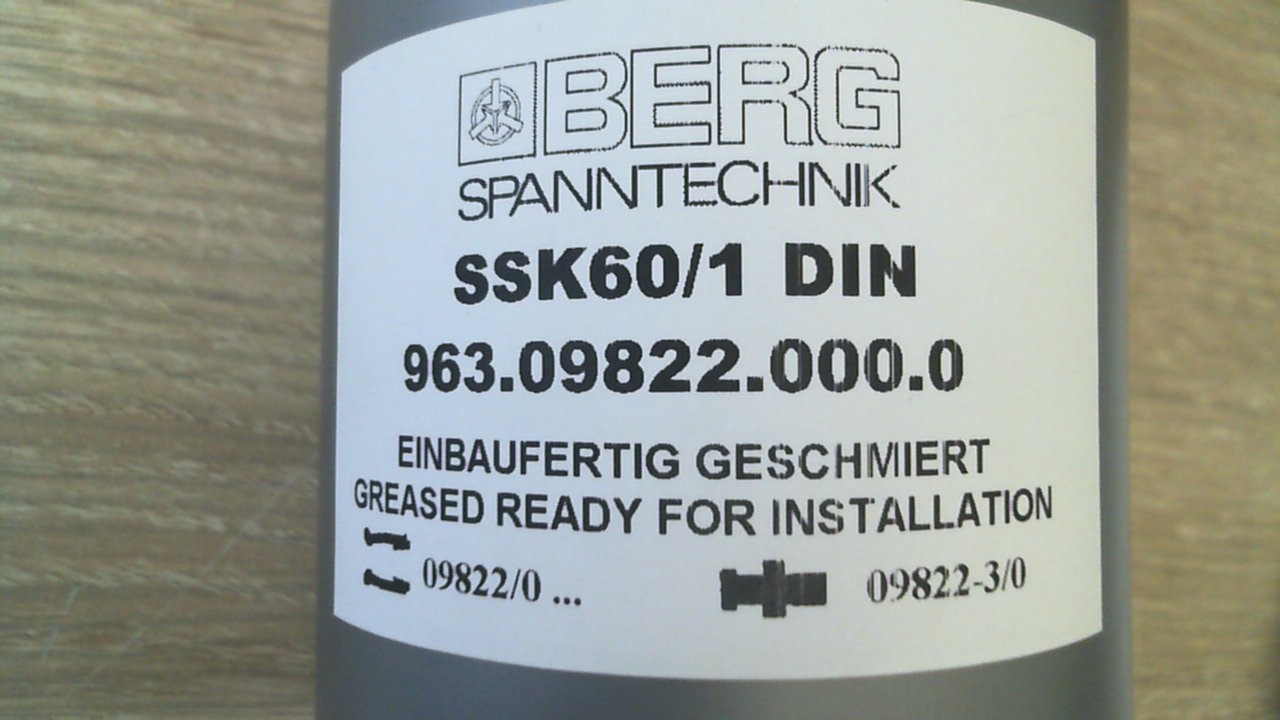 BERG
SPANNTECHNIK
SSK60/1 DIN
963.09822.000.0
EINBAUFERTIG GESCHMIERT
GREASED READY FOR INSTALLATION
09822/0 ... 09822-3/0